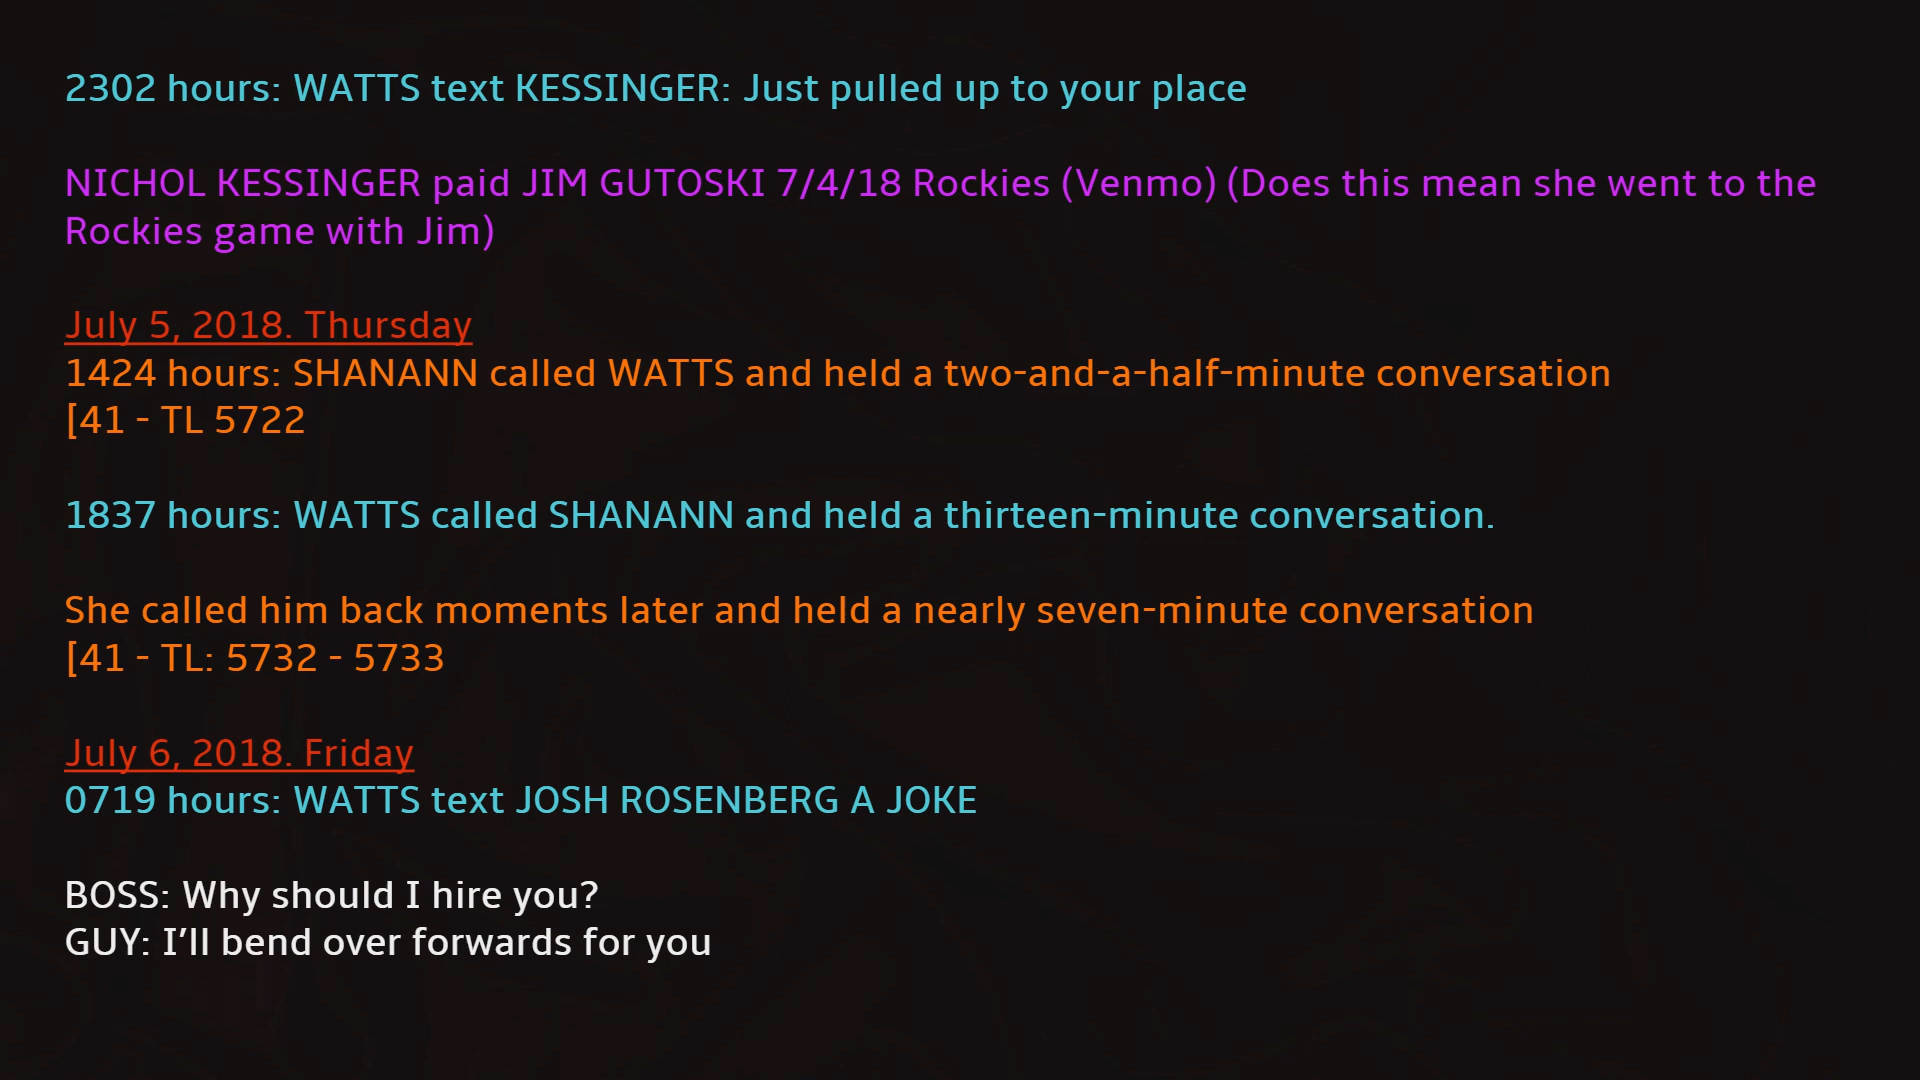 2302 hours: WATTS text KESSINGER: Just pulled up to your place
NICHOL KESSINGER paid JIM GUTOSKI 7/4/18 Rockies (Venmo) (Does this mean she went to the
Rockies game with Jim)
July 5, 2018. Thursday
1424 hours: SHANANN called WATTS and held a two-and-a-half-minute conversation
[41 - TL 5722
1837 hours: WATTS called SHANANN and held a thirteen-minute conversation.
She called him back moments later and held a nearly seven-minute conversation
[41 - TL: 5732 - 5733
July 6, 2018. Friday
0719 hours: WATTS text JOSH ROSENBERG A JOKE
BOSS: Why should I hire you?
GUY: I’ll bend over forwards for you